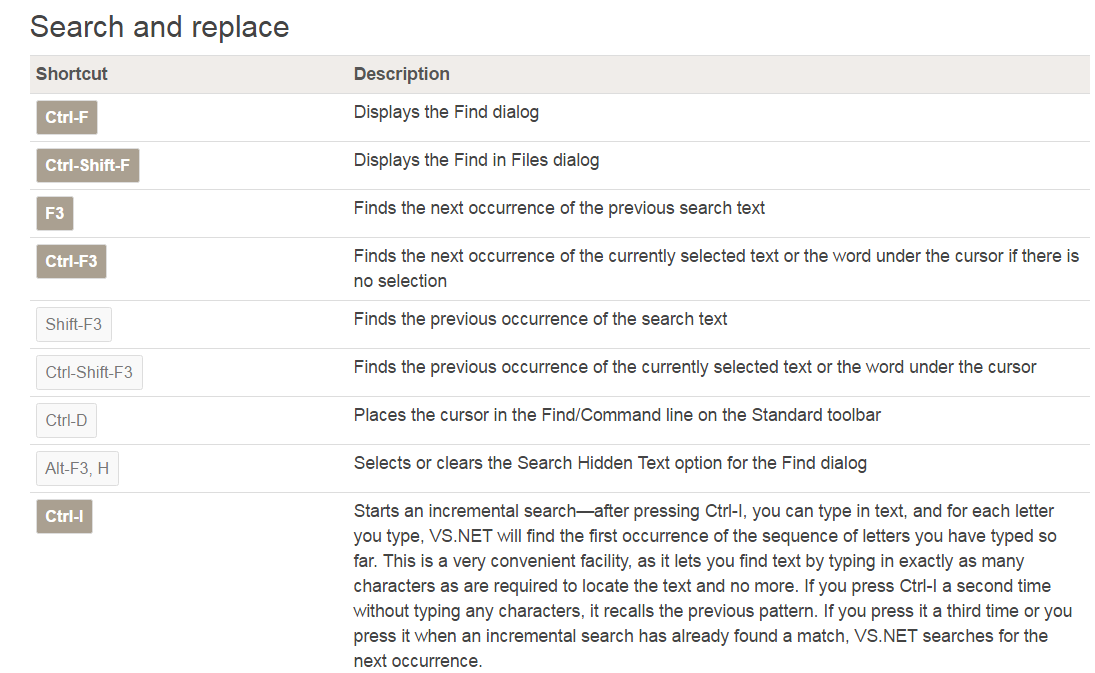 Search and replace
Shortcut Description
Ctrl-F Displays the Find dialog
Ctrl-Shift-F Displays the Find in Files dialog
F3 Finds the next occurrence of the previous search text
Ctrl-F3 Finds the next occurrence of the currently selected text or the word under the cursor if there is
no selection
Shift-F3 Finds the previous occurrence of the search text
Ctrl-Shift-F3 Finds the previous occurrence of the currently selected text or the word under the cursor
Ctrl-D Places the cursor in the Find/Command line on the Standard toolbar
Alt-F3, H Selects or clears the Search Hidden Text option for the Find dialog
Ctrl-I Starts an incremental search—after pressing Ctrl-I, you can type in text, and for each letter
you type, VS.NET will find the first occurrence of the sequence of letters you have typed so
far. This is a very convenient facility, as it lets you find text by typing in exactly as many
characters as are required to locate the text and no more. If you press Ctrl-I a second time
without typing any characters, it recalls the previous pattern. If you press it a third time or you
press it when an incremental search has already found a match, VS.NET searches for the
next occurrence.